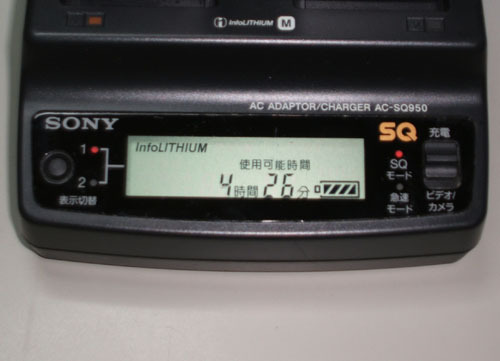 InfoLITHIUM M
AC ADAPTOR/CHARGER AC-SQ950
SONY
SQ
充電
InfoLITHIUM
使用可能時間
4時間26分
1
2
表示切替
SQ
モード
急速
モード
ビデオ/
カメラ